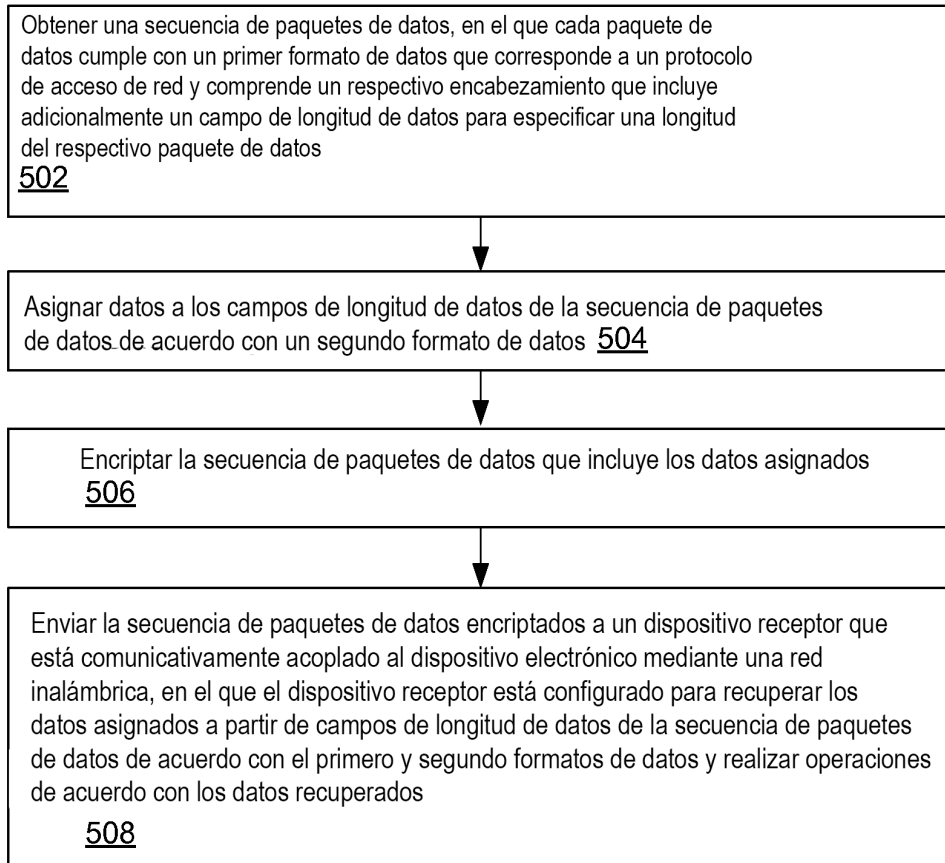 Obtener una secuencia de paquetes de datos, en el que cada paquete de
datos cumple con un primer formato de datos que corresponde a un protocolo
de acceso de red y comprende un respectivo encabezamiento que incluye
adicionalmente un campo de longitud de datos para especificar una longitud
del respectivo paquete de datos
502
Asignar datos a los campos de longitud de datos de la secuencia de paquetes
de datos de acuerdo con un segundo formato de datos 504
Encriptar la secuencia de paquetes de datos que incluye los datos asignados
506
Enviar la secuencia de paquetes de datos encriptados a un dispositivo receptor que
está comunicativamente acoplado al dispositivo electrónico mediante una red
inalámbrica, en el que el dispositivo receptor está configurado para recuperar los
datos asignados a partir de campos de longitud de datos de la secuencia de paquetes
de datos de acuerdo con el primero y segundo formatos de datos y realizar operaciones
de acuerdo con los datos recuperados
508